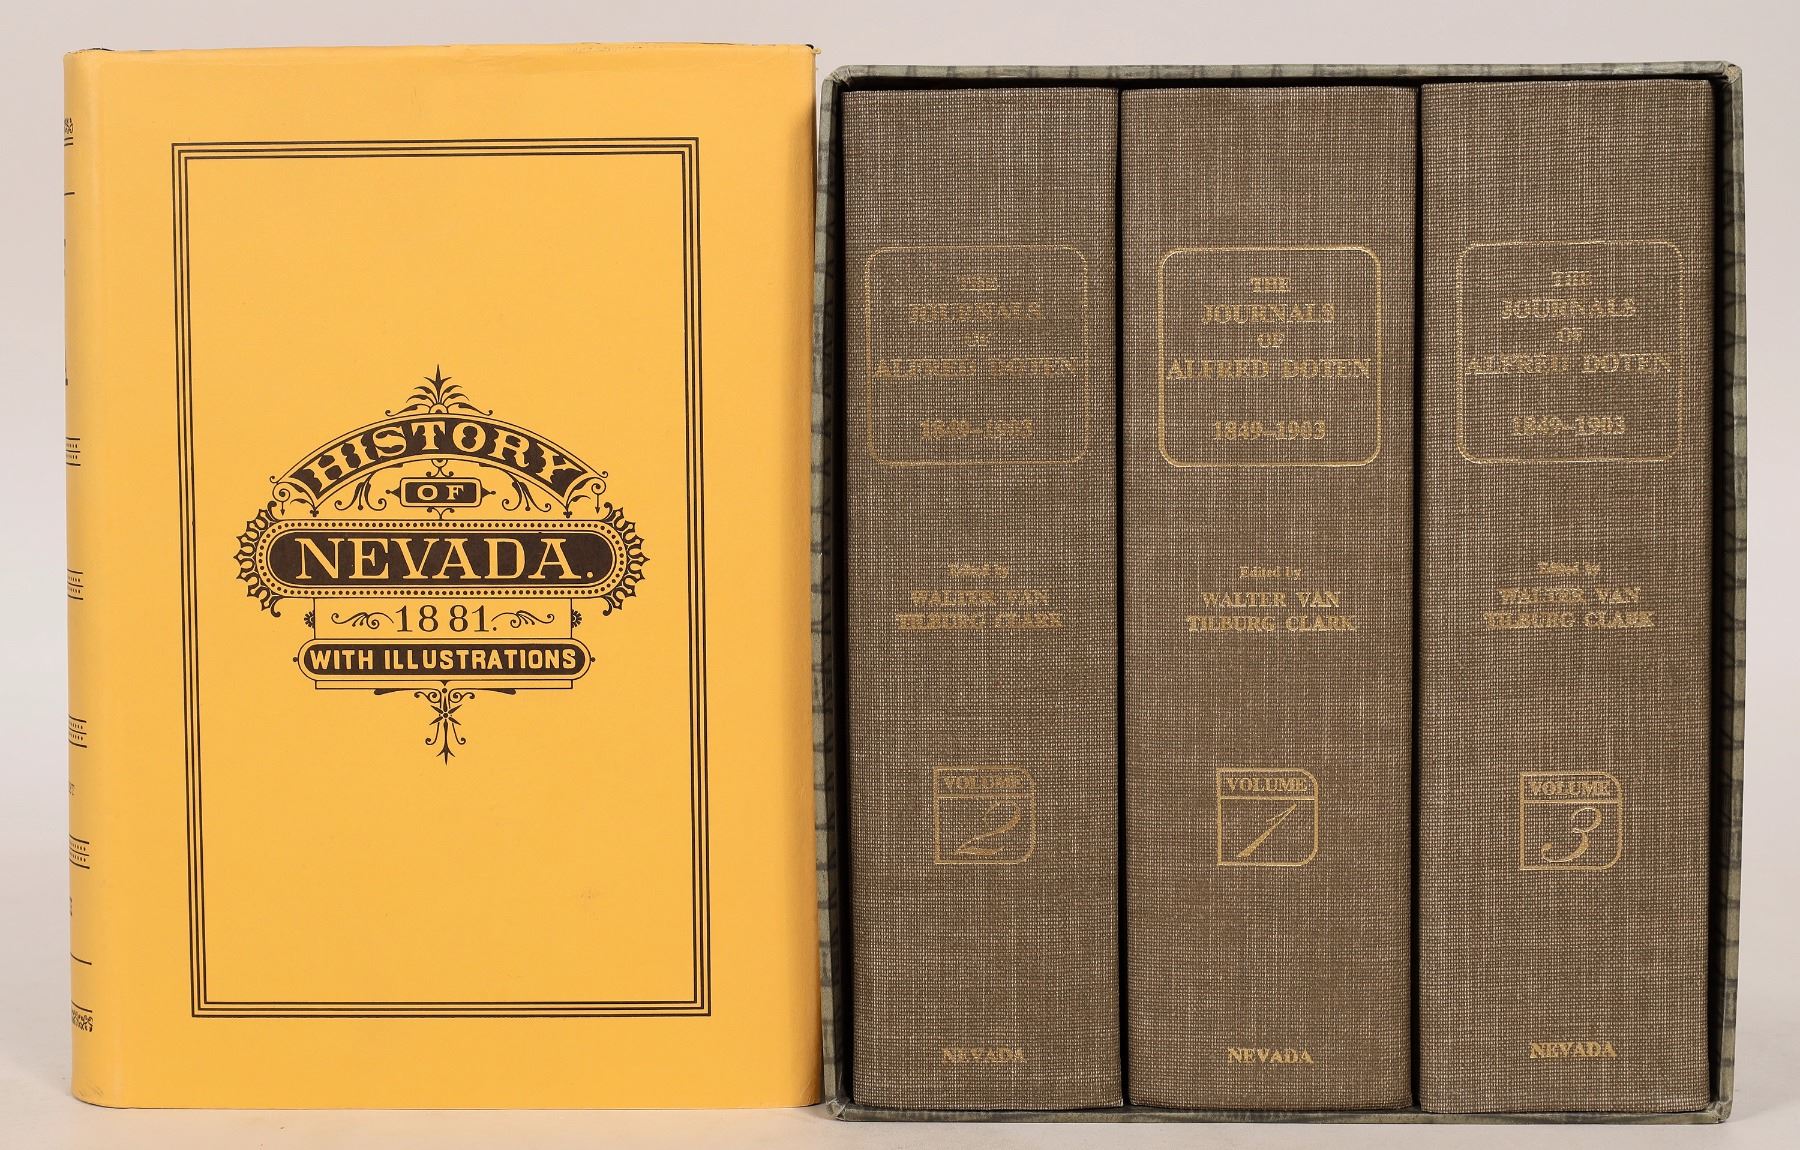 HISTORY
OF
NEVADA.
1881.
WITH ILLUSTRATIONS
THE
JOURNALS
OF
ALFRED DOTEN
1849–1903
Edited by
WALTER VAN
TILBURG CLARK
VOLUME
2
NEVADA
THE
JOURNALS
OF
ALFRED DOTEN
1849–1903
Edited by
WALTER VAN
TILBURG CLARK
VOLUME
1
NEVADA
THE
JOURNALS
OF
ALFRED DOTEN
1849–1903
Edited by
WALTER VAN
TILBURG CLARK
VOLUME
3
NEVADA